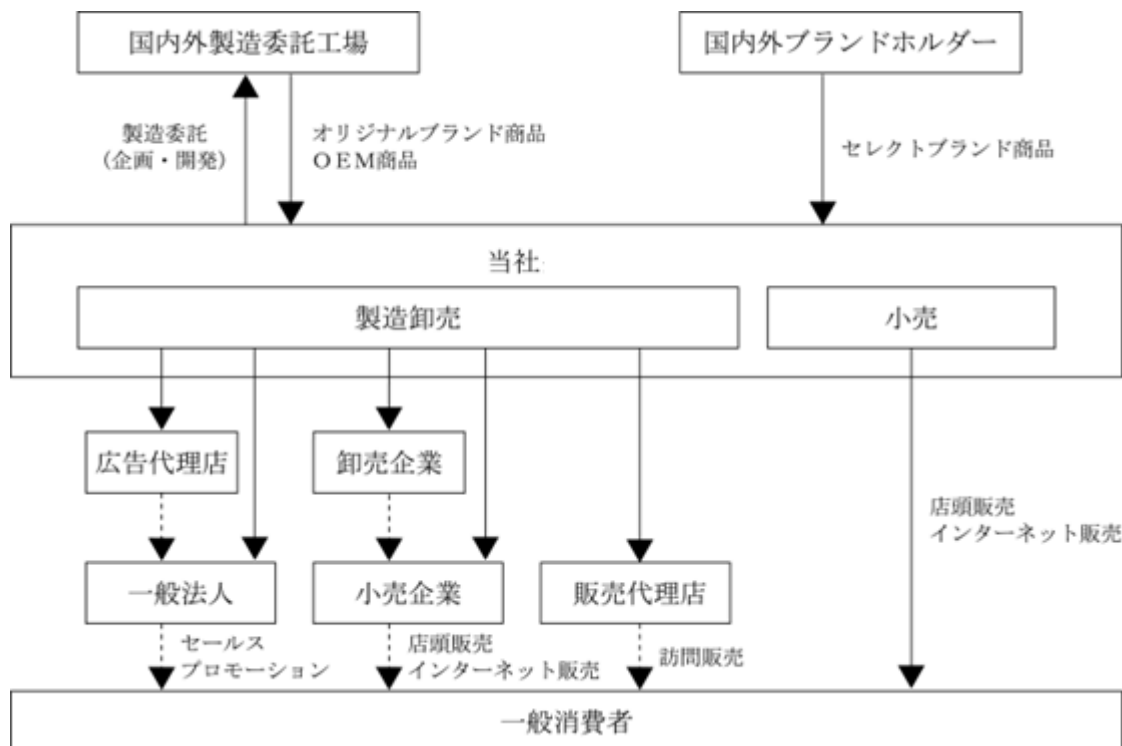 国内外製造委託工場
国内外ブランドホルダー
製造委託
(企画・開発)
オリジナルブランド商品
ＯＥＭ商品
セレクトブランド商品
当社
製造卸売
小売
広告代理店
卸売企業
店頭販売
インターネット販売
一般法人
小売企業
販売代理店
セールス
プロモーション
店頭販売
インターネット販売
訪問販売
一般消費者